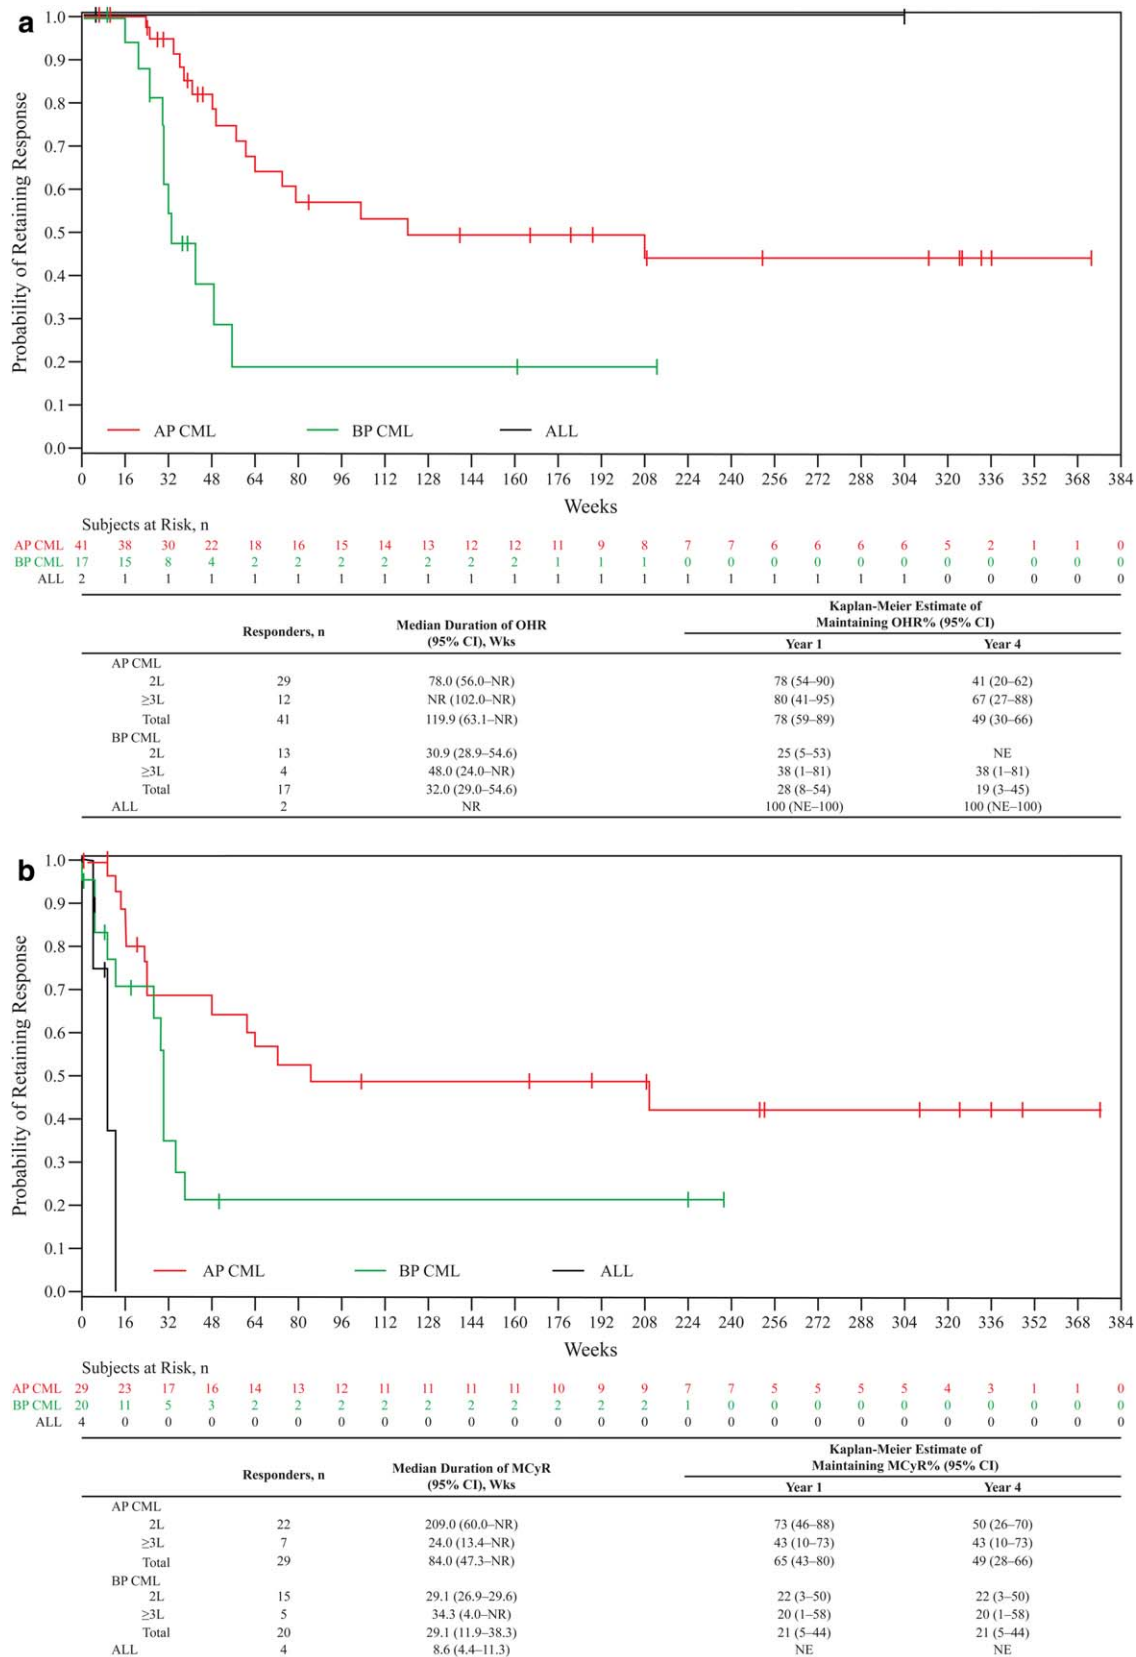 a
Probability of Retaining Response
1.0
0.9
0.8
0.7
0.6
0.5
0.4
0.3
0.2
0.1
0.0
AP CML BP CML ALL
0 16 32 48 64 80 96 112 128 144 160 176 192 208 224 240 256 272 288 304 320 336 352 368 384
Weeks
Subjects at Risk, n
AP CML 41 38 30 22 18 16 15 14 13 12 12 11 9 8 7 7 6 6 6 6 5 2 1 1 0
BP CML 17 15 8 4 2 2 2 2 2 2 2 1 1 1 0 0 0 0 0 0 0 0 0 0 0
ALL 2 1 1 1 1 1 1 1 1 1 1 1 1 1 1 1 1 1 1 1 0 0 0 0 0
Kaplan-Meier Estimate of
Responders, n Median Duration of OHR Maintaining OHR% (95% CI)
(95% CI), Wks Year 1 Year 4
AP CML
2L 29 78.0 (56.0–NR) 78 (54–90) 41 (20–62)
≥3L 12 NR (102.0–NR) 80 (41–95) 67 (27–88)
Total 41 119.9 (63.1–NR) 78 (59–89) 49 (30–66)
BP CML
2L 13 30.9 (28.9–54.6) 25 (5–53) NE
≥3L 4 48.0 (24.0–NR) 38 (1–81) 38 (1–81)
Total 17 32.0 (29.0–54.6) 28 (8–54) 19 (3–45)
ALL 2 NR 100 (NE–100) 100 (NE–100)
b
Probability of Retaining Response
1.0
0.9
0.8
0.7
0.6
0.5
0.4
0.3
0.2
0.1
0.0
AP CML BP CML ALL
0 16 32 48 64 80 96 112 128 144 160 176 192 208 224 240 256 272 288 304 320 336 352 368 384
Weeks
Subjects at Risk, n
AP CML 29 23 17 16 14 13 12 11 11 11 11 10 9 9 7 7 5 5 5 5 4 3 1 1 0
BP CML 20 11 5 3 2 2 2 2 2 2 2 2 2 2 1 0 0 0 0 0 0 0 0 0 0
ALL 4 0 0 0 0 0 0 0 0 0 0 0 0 0 0 0 0 0 0 0 0 0 0 0 0
Kaplan-Meier Estimate of
Responders, n Median Duration of MCyR Maintaining MCyR% (95% CI)
(95% CI), Wks Year 1 Year 4
AP CML
2L 22 209.0 (60.0–NR) 73 (46–88) 50 (26–70)
≥3L 7 24.0 (13.4–NR) 43 (10–73) 43 (10–73)
Total 29 84.0 (47.3–NR) 65 (43–80) 49 (28–66)
BP CML
2L 15 29.1 (26.9–29.6) 22 (3–50) 22 (3–50)
≥3L 5 34.3 (4.0–NR) 20 (1–58) 20 (1–58)
Total 20 29.1 (11.9–38.3) 21 (5–44) 21 (5–44)
ALL 4 8.6 (4.4–11.3) NE NE